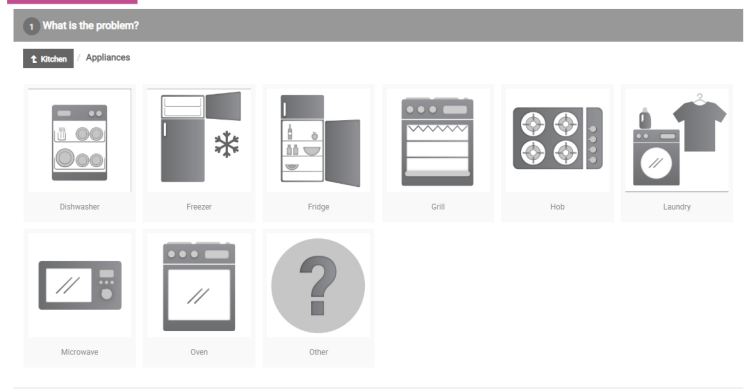 1 What is the problem?
Kitchen / Appliances
Dishwasher
Freezer
Fridge
Grill
Hob
Laundry
Microwave
Oven
Other